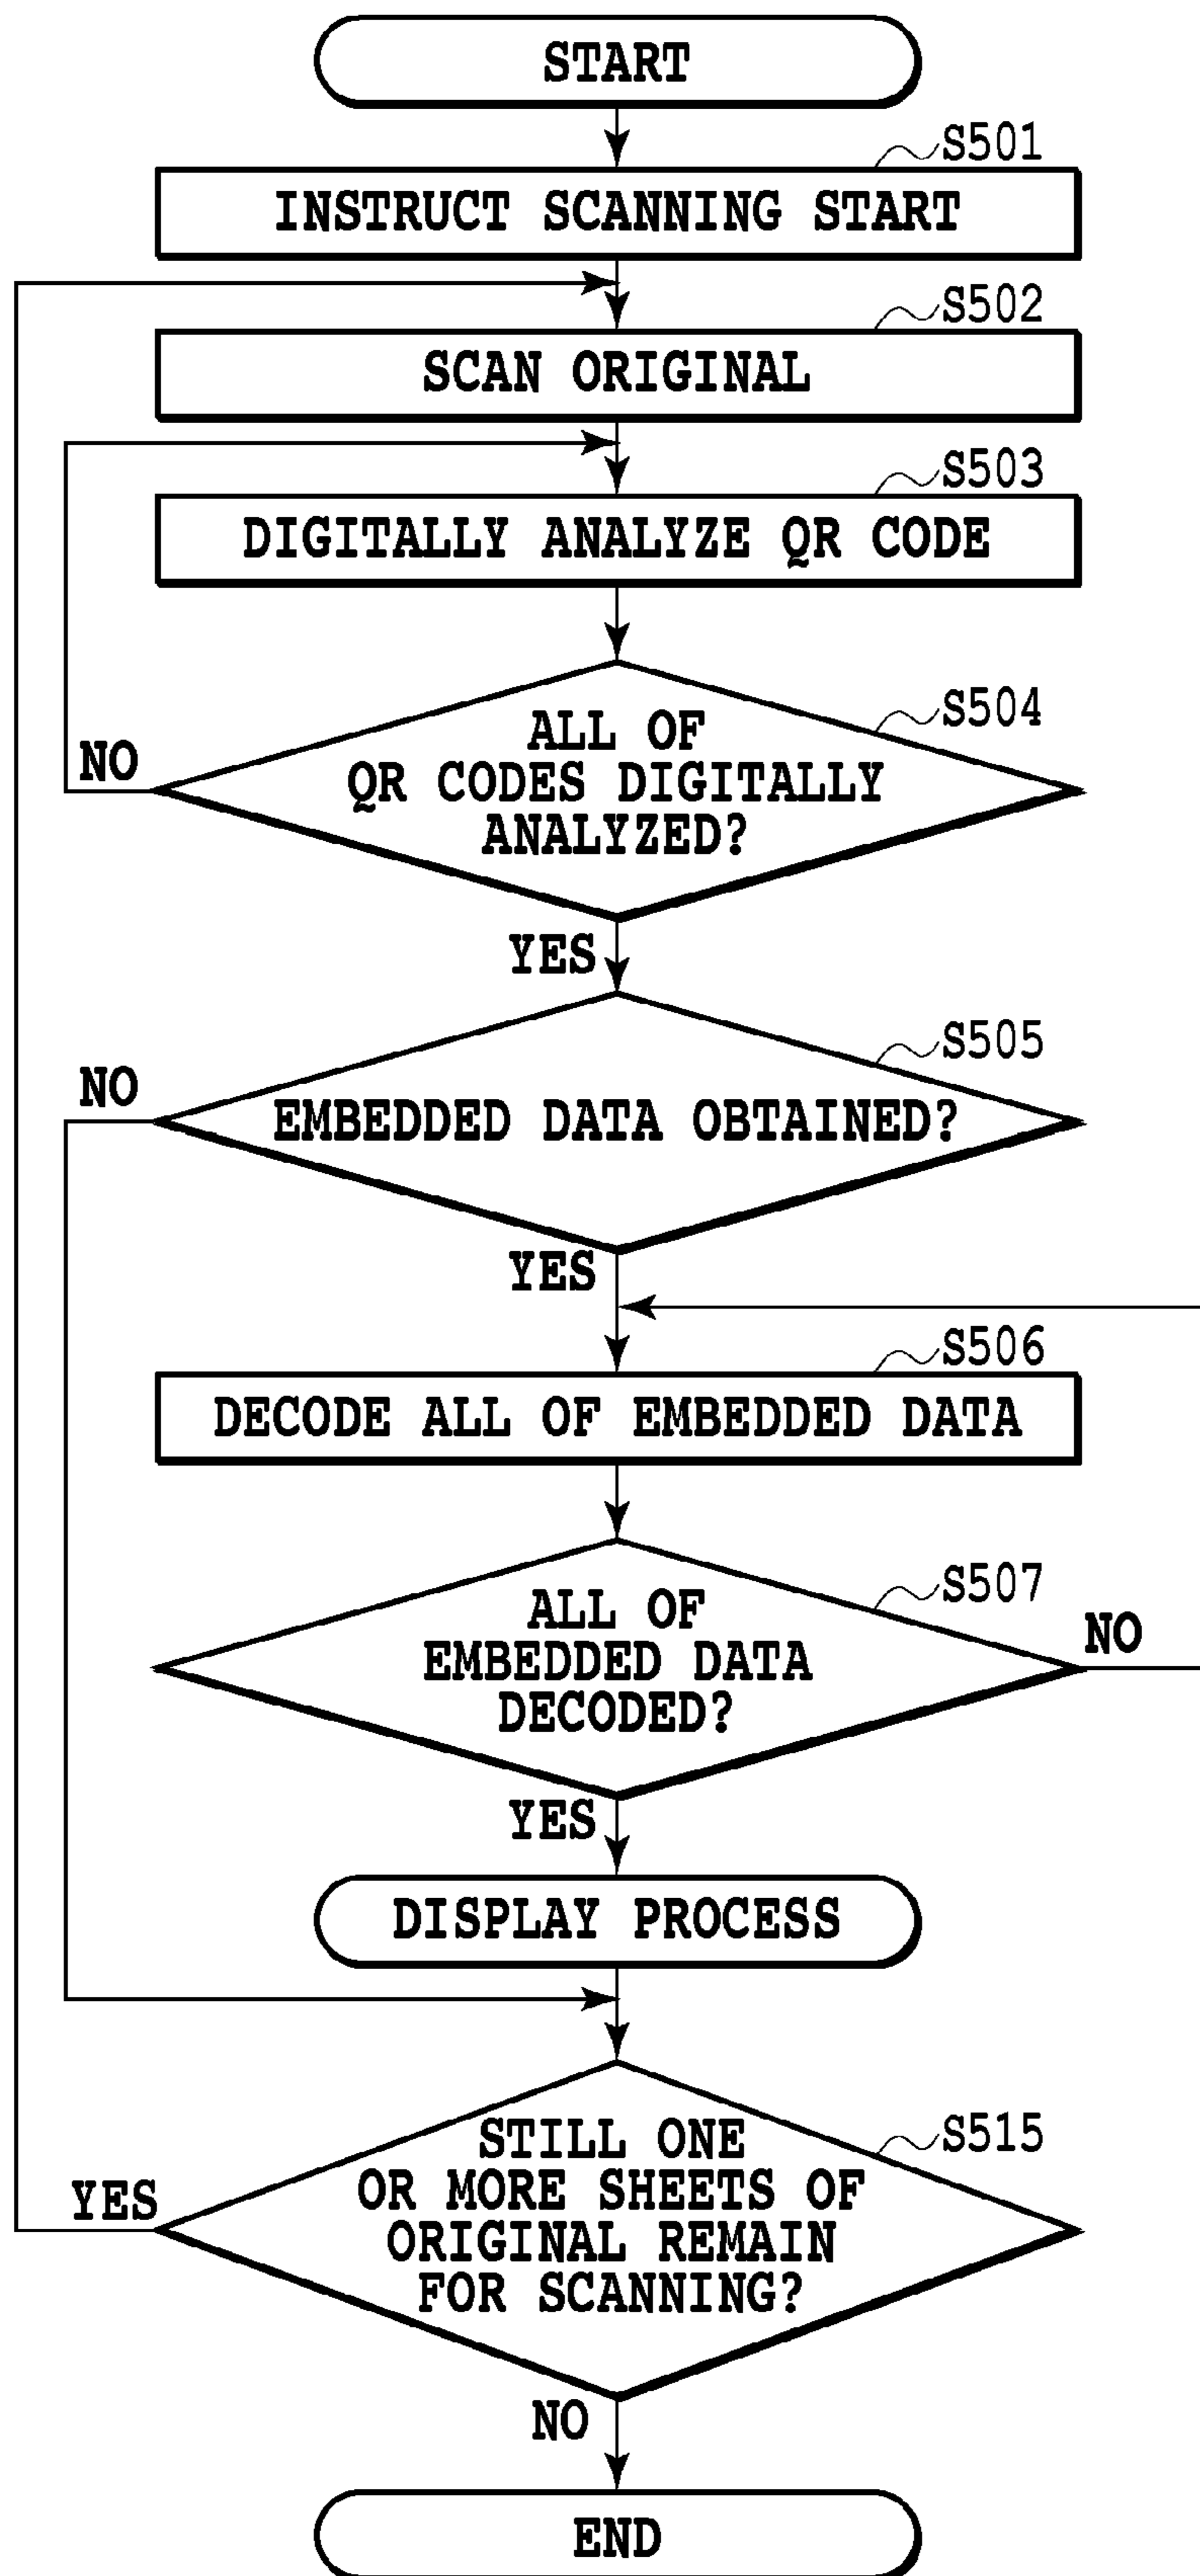 START
S501
INSTRUCT SCANNING START
S502
SCAN ORIGINAL
S503
DIGITALLY ANALYZE QR CODE
S504
ALL OF
QR CODES DIGITALLY
ANALYZED?
NO
YES
S505
NO
EMBEDDED DATA OBTAINED?
YES
S506
DECODE ALL OF EMBEDDED DATA
S507
ALL OF
EMBEDDED DATA
DECODED?
NO
YES
DISPLAY PROCESS
S515
STILL ONE
OR MORE SHEETS OF
ORIGINAL REMAIN
FOR SCANNING?
YES
NO
END